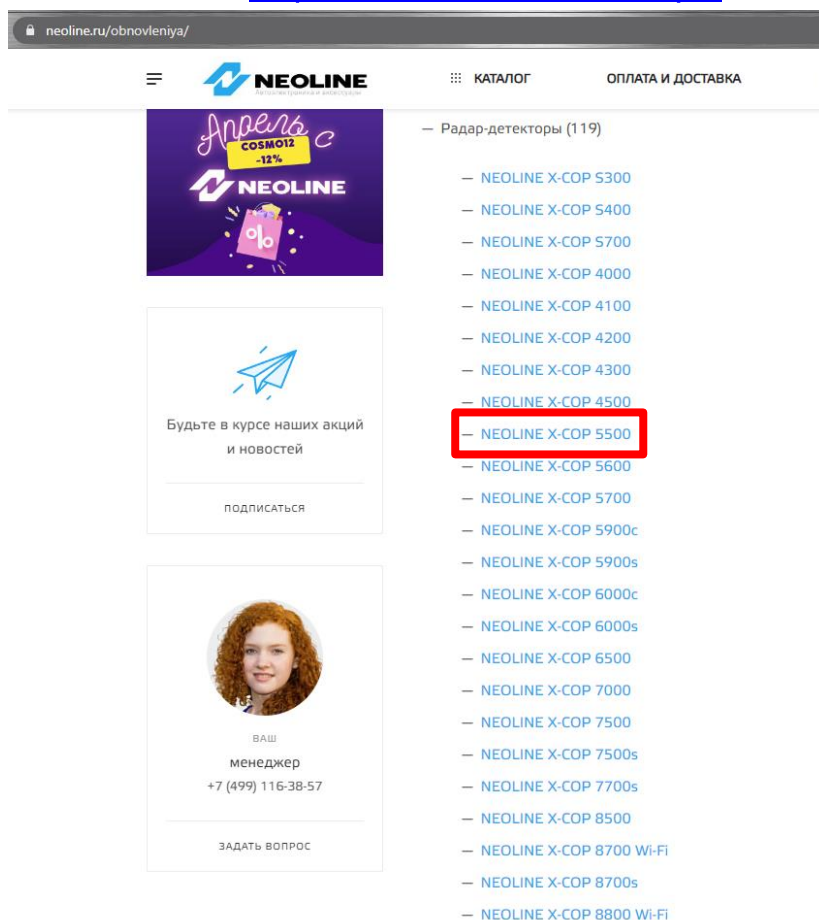 neoline.ru/obnovleniya/
NEOLINE
КАТАЛОГ
ОПЛАТА И ДОСТАВКА
Апрель с
COSMO12
-12%
NEOLINE
%
Будьте в курсе наших акций
и новостей
ПОДПИСАТЬСЯ
ВАШ
менеджер
+7 (499) 116-38-57
ЗАДАТЬ ВОПРОС
— Радар-детекторы (119)
— NEOLINE X-COP S300
— NEOLINE X-COP S400
— NEOLINE X-COP S700
— NEOLINE X-COP 4000
— NEOLINE X-COP 4100
— NEOLINE X-COP 4200
— NEOLINE X-COP 4300
— NEOLINE X-COP 4500
— NEOLINE X-COP 5500
— NEOLINE X-COP 5600
— NEOLINE X-COP 5700
— NEOLINE X-COP 5900c
— NEOLINE X-COP 5900s
— NEOLINE X-COP 6000c
— NEOLINE X-COP 6000s
— NEOLINE X-COP 6500
— NEOLINE X-COP 7000
— NEOLINE X-COP 7500
— NEOLINE X-COP 7500s
— NEOLINE X-COP 7700s
— NEOLINE X-COP 8500
— NEOLINE X-COP 8700 Wi-Fi
— NEOLINE X-COP 8700s
— NEOLINE X-COP 8800 Wi-Fi